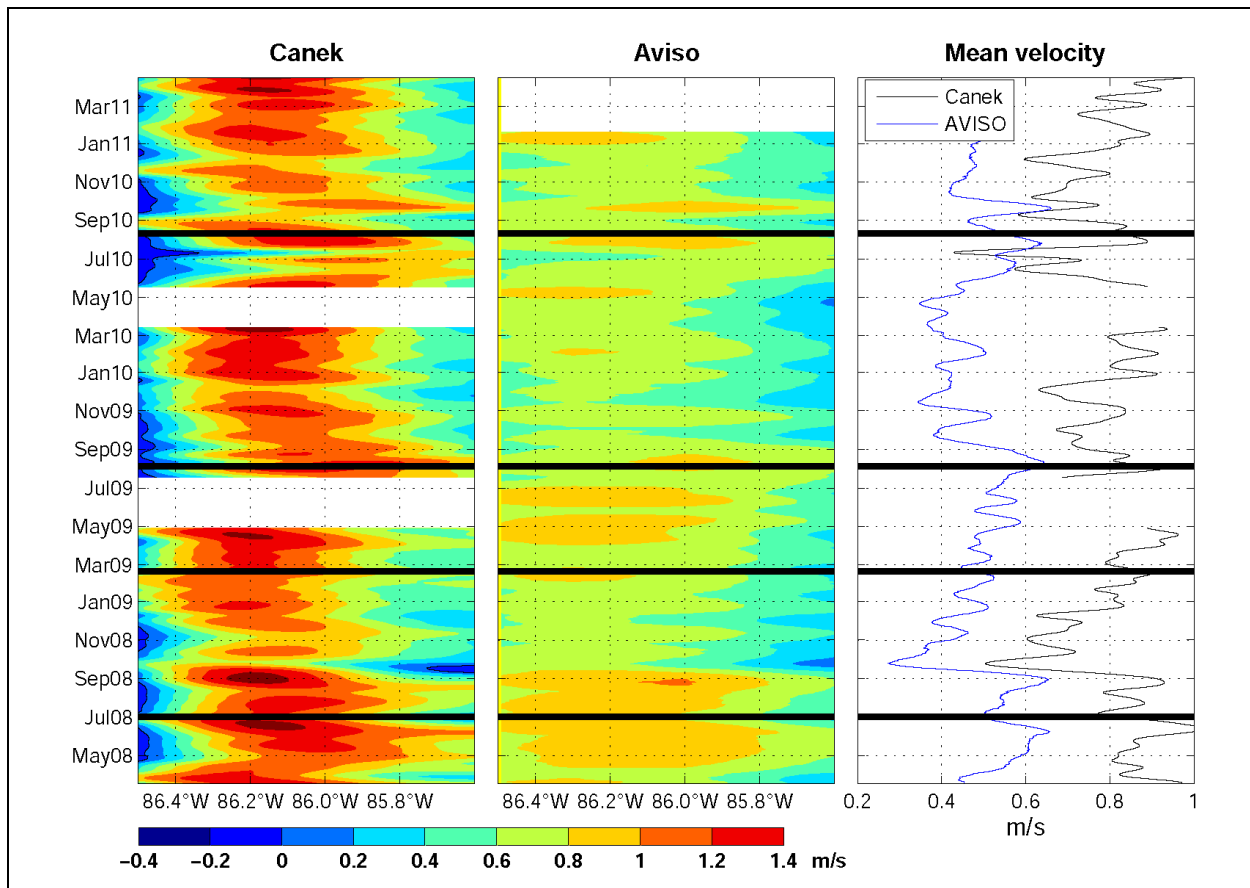 Canek
Aviso
Mean velocity
Canek
AVISO
Mar11
Jan11
Nov10
Sep10
Jul10
May10
Mar10
Jan10
Nov09
Sep09
Jul09
May09
Mar09
Jan09
Nov08
Sep08
Jul08
May08
86.4°W 86.2°W 86.0°W 85.8°W
86.4°W 86.2°W 86.0°W 85.8°W
0.2 0.4 0.6 0.8 1
m/s
−0.4 −0.2 0 0.2 0.4 0.6 0.8 1 1.2 1.4 m/s